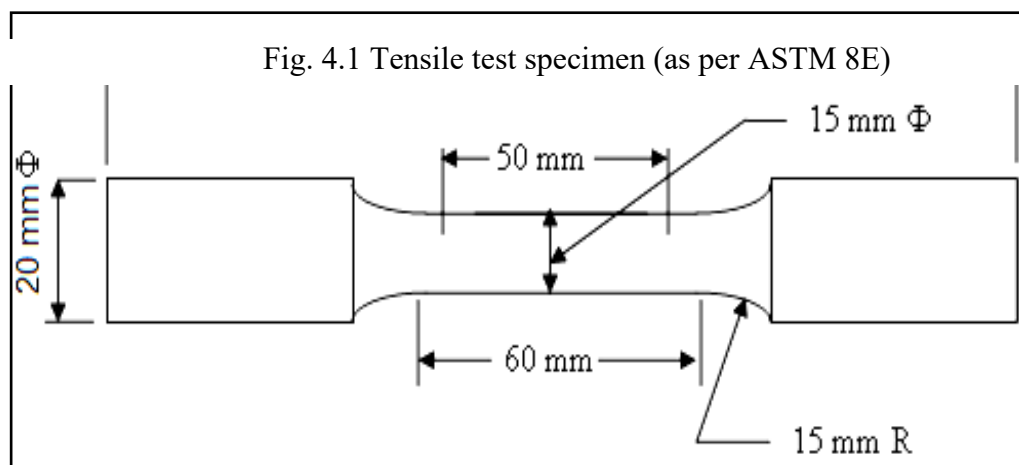 Fig. 4.1 Tensile test specimen (as per ASTM 8E)
15 mm Φ
50 mm
20 mm Φ
60 mm
15 mm R